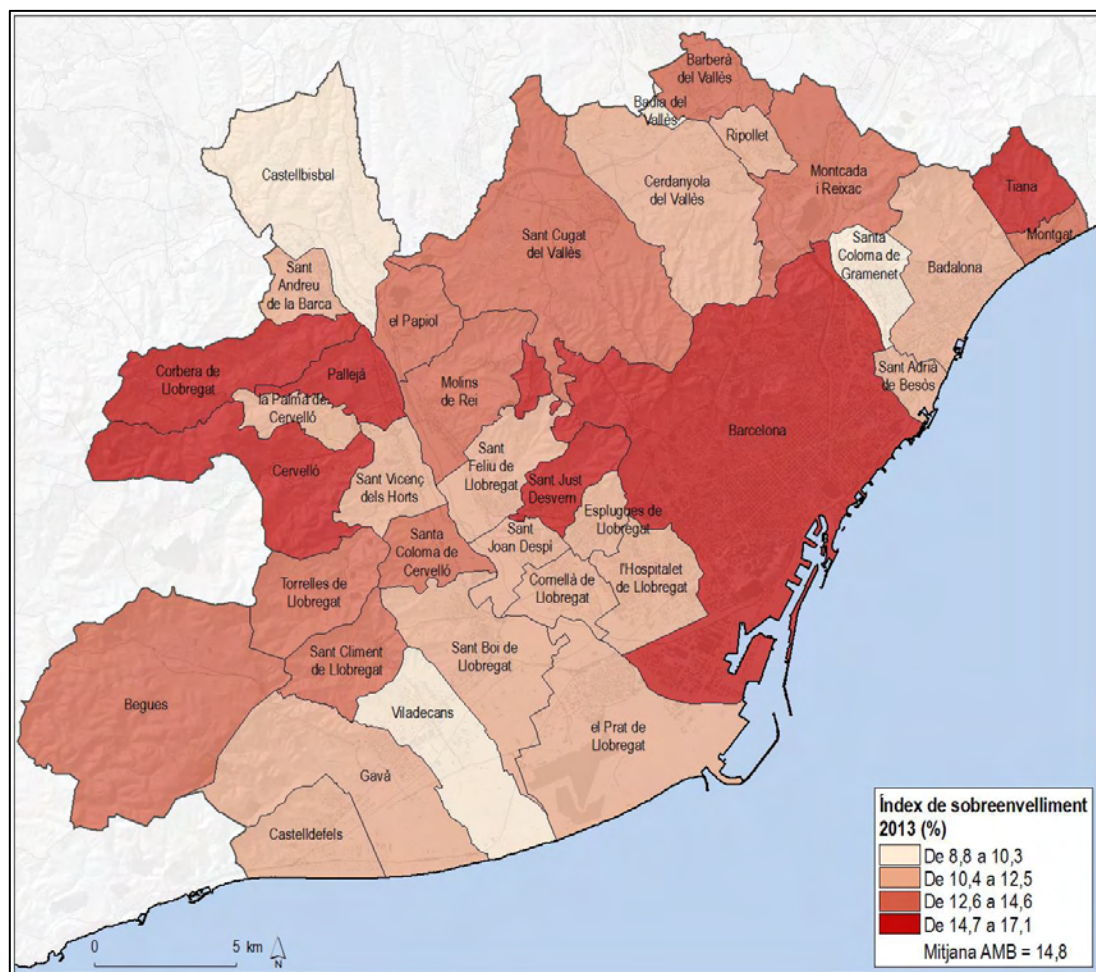 Barberà
del Vallès
Badia del
Vallès
Ripollet
Castellbisbal
Montcada
i Reixac
Tiana
Cerdanyola
del Vallès
Montgat
Sant Cugat
del Vallès
Santa
Coloma de
Gramenet
Badalona
Sant
Andreu
de la Barca
el Papiol
Corbera de
Llobregat
Pallejà
Molins
de Rei
Sant Adrià
de Besòs
la Palma de
Cervelló
Barcelona
Cervelló
Sant Vicenç
dels Horts
Sant
Feliu de
Llobregat
Sant Just
Desvern
Esplugues de
Llobregat
Santa
Coloma de
Cervelló
Sant
Joan Despi
Torrelles de
Llobregat
Cornellà de
Llobregat
l'Hospitalet
de Llobregat
Sant Climent
de Llobregat
Sant Boi de
Llobregat
Begues
Viladecans
el Prat de
Llobregat
Gavà
Castelldefels
Índex de sobreenvelliment
2013 (%)
De 8,8 a 10,3
De 10,4 a 12,5
De 12,6 a 14,6
De 14,7 a 17,1
Mitjana AMB = 14,8
0 5 km
N